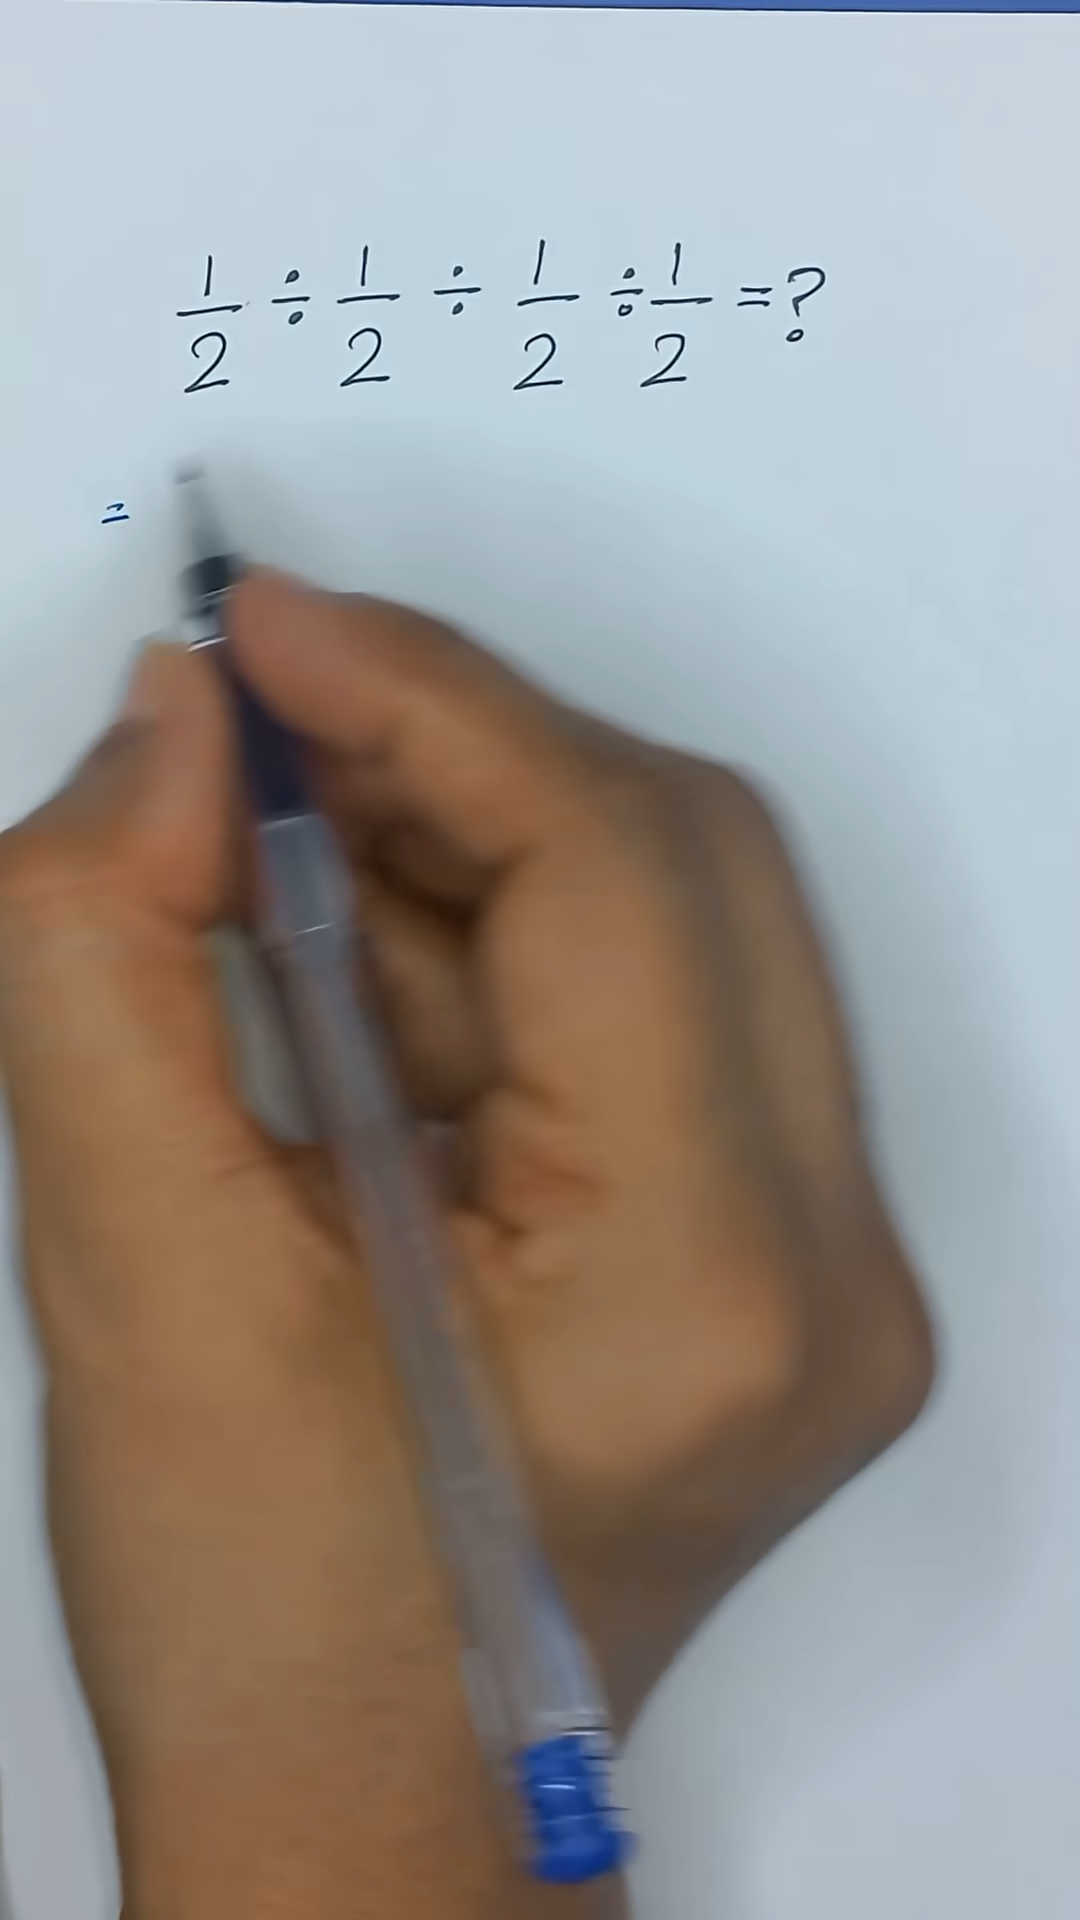 1/2 ÷ 1/2 ÷ 1/2 ÷ 1/2 = ?
=